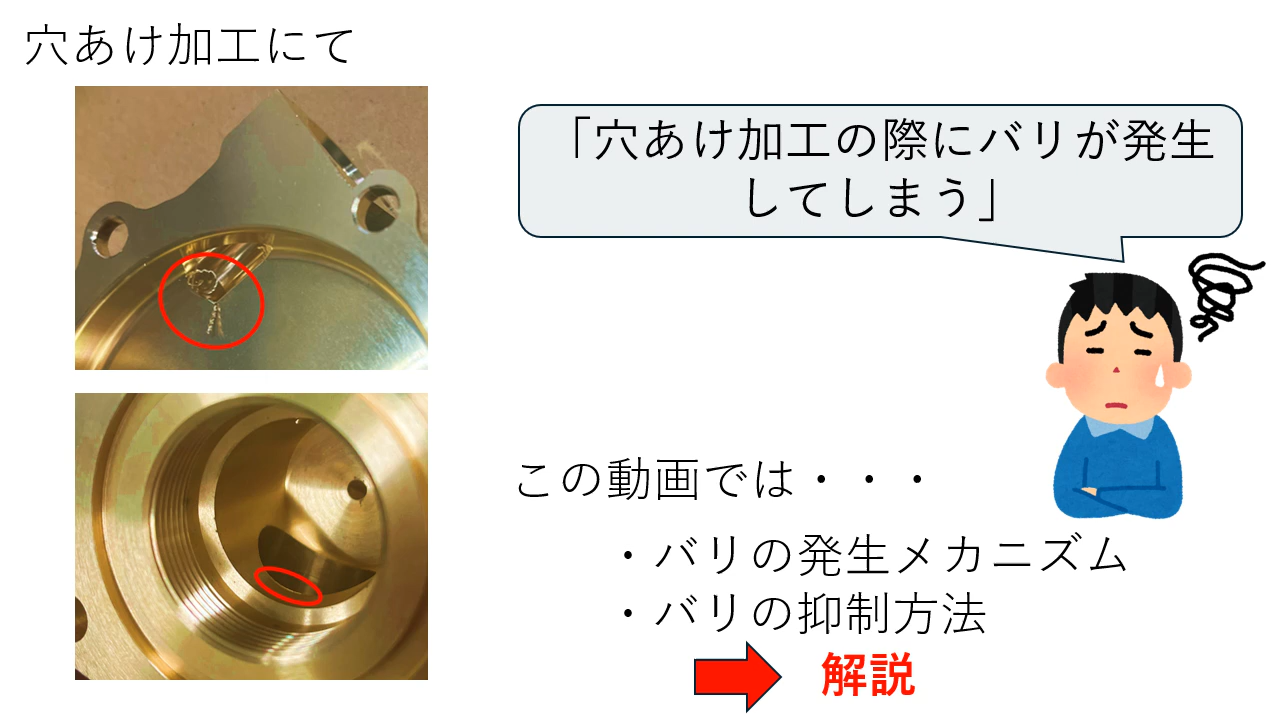 穴あけ加工にて
「穴あけ加工の際にバリが発生
してしまう」
この動画では・・・
・バリの発生メカニズム
・バリの抑制方法
解説